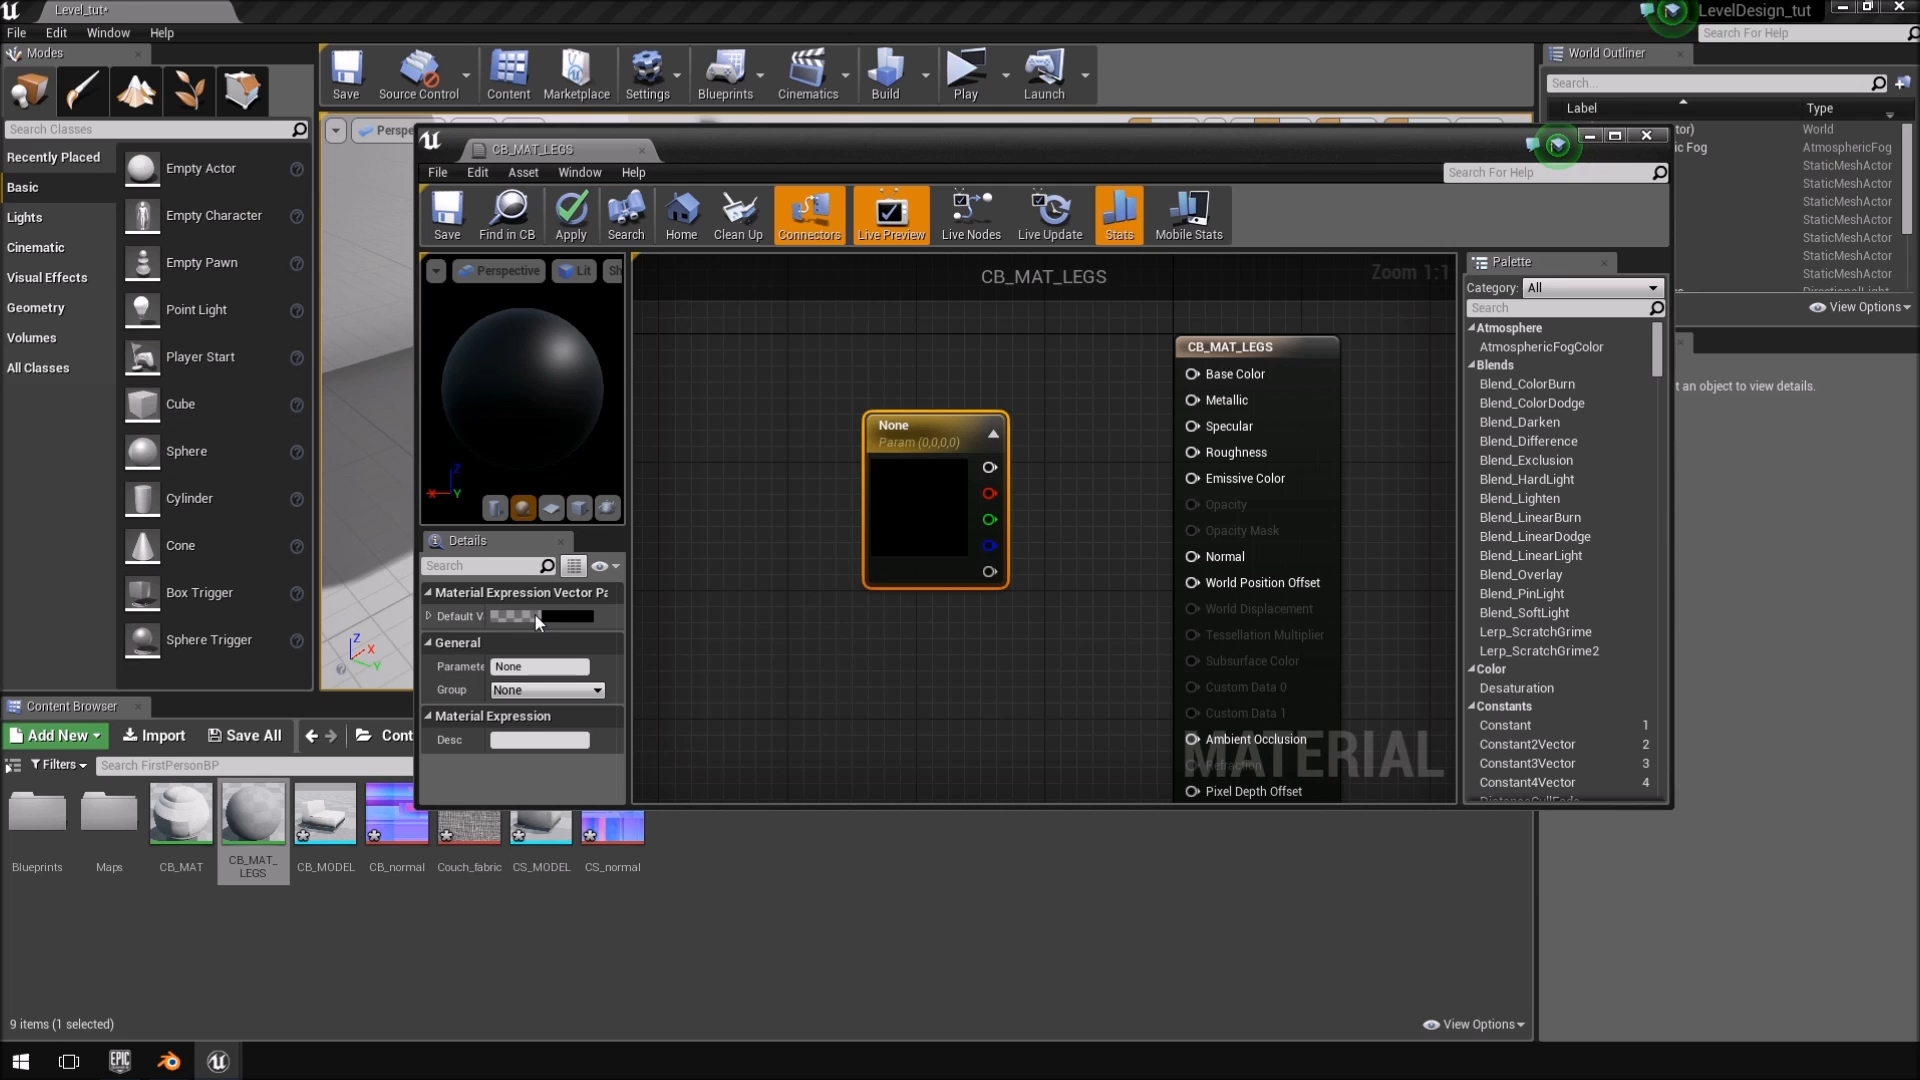 Level_tut*
LevelDesign_tut
File Edit Window Help
Search For Help
Modes
Save
Source Control
Content
Marketplace
Settings
Blueprints
Cinematics
Build
Play
Launch
World Outliner
Search...
Label
Type
Search Classes
Recently Placed
Basic
Lights
Cinematic
Visual Effects
Geometry
Volumes
All Classes
Empty Actor
Empty Character
Empty Pawn
Point Light
Player Start
Cube
Sphere
Cylinder
Cone
Box Trigger
Sphere Trigger
Perspe
tor) World
ic Fog AtmosphericFog
StaticMeshActor
StaticMeshActor
StaticMeshActor
StaticMeshActor
StaticMeshActor
StaticMeshActor
StaticMeshActor
StaticMeshActor
View Options
t an object to view details.
CB_MAT_LEGS
File Edit Asset Window Help
Search For Help
Save
Find in CB
Apply
Search
Home
Clean Up
Connectors
Live Preview
Live Nodes
Live Update
Stats
Mobile Stats
Perspective
Lit
Sh
CB_MAT_LEGS
Zoom 1:1
Z
X
Y
None
Param (0,0,0,0)
CB_MAT_LEGS
Base Color
Metallic
Specular
Roughness
Emissive Color
Opacity
Opacity Mask
Normal
World Position Offset
World Displacement
Tessellation Multiplier
Subsurface Color
Custom Data 0
Custom Data 1
Ambient Occlusion
Refraction
Pixel Depth Offset
MATERIAL
Details
Search
Material Expression Vector Pa
Default V
General
Paramete None
Group None
Material Expression
Desc
Palette
Category: All
Search
Atmosphere
AtmosphericFogColor
Blends
Blend_ColorBurn
Blend_ColorDodge
Blend_Darken
Blend_Difference
Blend_Exclusion
Blend_HardLight
Blend_Lighten
Blend_LinearBurn
Blend_LinearDodge
Blend_LinearLight
Blend_Overlay
Blend_PinLight
Blend_SoftLight
Lerp_ScratchGrime
Lerp_ScratchGrime2
Color
Desaturation
Constants
Constant 1
Constant2Vector 2
Constant3Vector 3
Constant4Vector 4
Z
X
Y
Content Browser
Add New
Import
Save All
Cont
Filters
Search FirstPersonBP
Blueprints
Maps
CB_MAT
CB_MAT_
LEGS
CB_MODEL
CB_normal
Couch_fabric
CS_MODEL
CS_normal
9 items (1 selected)
View Options
EPIC